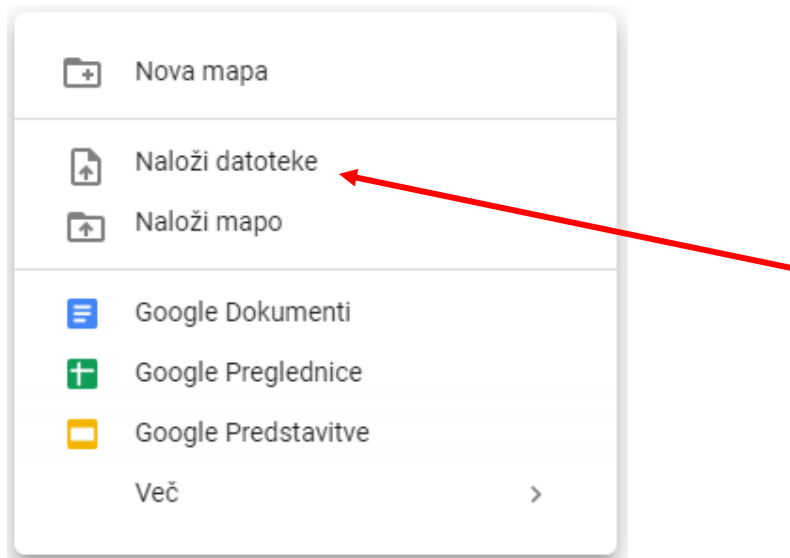 Nova mapa
Naloži datoteke
Naloži mapo
Google Dokumenti
Google Preglednice
Google Predstavitve
Več